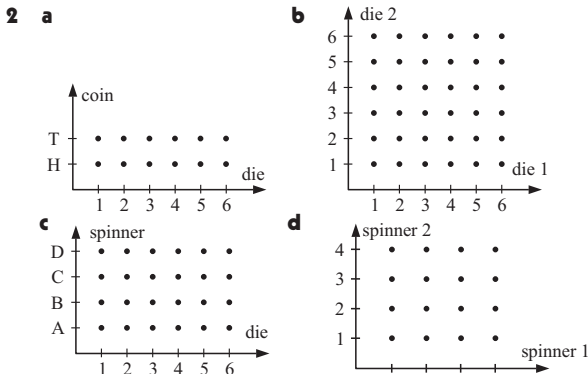 2 a
coin
T
H
die
1 2 3 4 5 6
b
die 2
6
5
4
3
2
1
die 1
1 2 3 4 5 6
c
spinner
D
C
B
A
die
1 2 3 4 5 6
d
spinner 2
4
3
2
1
spinner 1